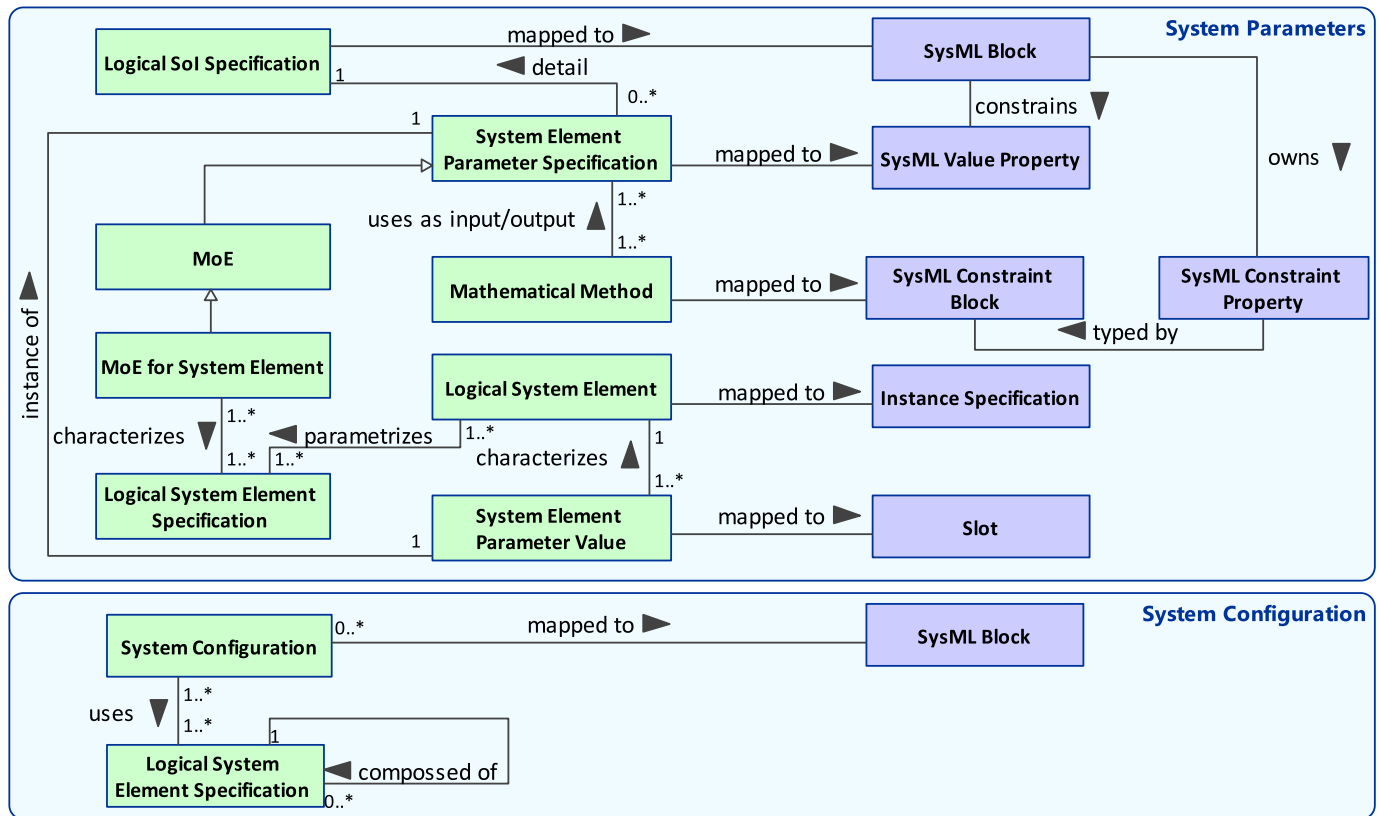 System Parameters
mapped to
Logical SoI Specification
SysML Block
detail
1
0..*
constrains
1
System Element
Parameter Specification
mapped to
SysML Value Property
owns
1..*
uses as input/output
1..*
MoE
Mathematical Method
mapped to
SysML Constraint
Block
SysML Constraint
Property
typed by
instance of
MoE for System Element
Logical System Element
mapped to
Instance Specification
1..*
characterizes
1..*
parametrizes
1..*
1..*
1
characterizes
1..*
Logical System Element
Specification
System Element
Parameter Value
mapped to
Slot
1
System Configuration
System Configuration
0..*
mapped to
SysML Block
1..*
uses
1..*
1
Logical System
Element Specification
compossed of
0..*